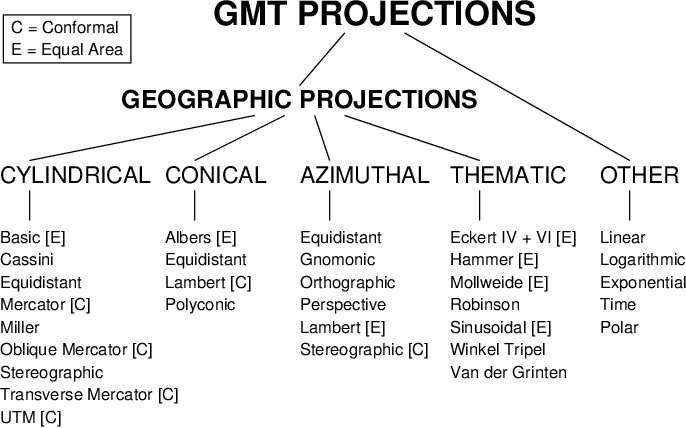 GMT PROJECTIONS
C = Conformal
E = Equal Area
GEOGRAPHIC PROJECTIONS
CYLINDRICAL
Basic [E]
Cassini
Equidistant
Mercator [C]
Miller
Oblique Mercator [C]
Stereographic
Transverse Mercator [C]
UTM [C]
CONICAL
Albers [E]
Equidistant
Lambert [C]
Polyconic
AZIMUTHAL
Equidistant
Gnomonic
Orthographic
Perspective
Lambert [E]
Stereographic [C]
THEMATIC
Eckert IV + VI [E]
Hammer [E]
Mollweide [E]
Robinson
Sinusoidal [E]
Winkel Tripel
Van der Grinten
OTHER
Linear
Logarithmic
Exponential
Time
Polar